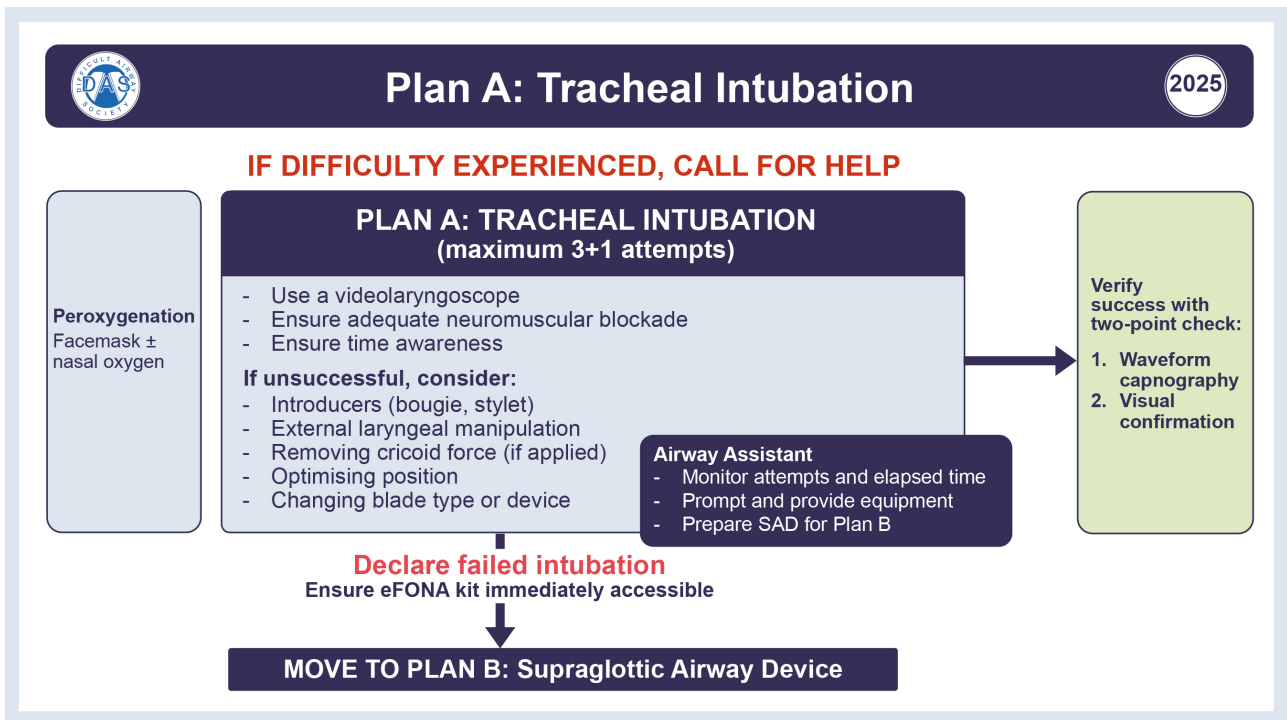 DIFFICULT AIRWAY
DAS
SOCIETY
Plan A: Tracheal Intubation
2025
IF DIFFICULTY EXPERIENCED, CALL FOR HELP
Peroxygenation
Facemask ±
nasal oxygen
PLAN A: TRACHEAL INTUBATION
(maximum 3+1 attempts)
- Use a videolaryngoscope
- Ensure adequate neuromuscular blockade
- Ensure time awareness
If unsuccessful, consider:
- Introducers (bougie, stylet)
- External laryngeal manipulation
- Removing cricoid force (if applied)
- Optimising position
- Changing blade type or device
Airway Assistant
- Monitor attempts and elapsed time
- Prompt and provide equipment
- Prepare SAD for Plan B
Verify
success with
two-point check:
1. Waveform
capnography
2. Visual
confirmation
Declare failed intubation
Ensure eFONA kit immediately accessible
MOVE TO PLAN B: Supraglottic Airway Device